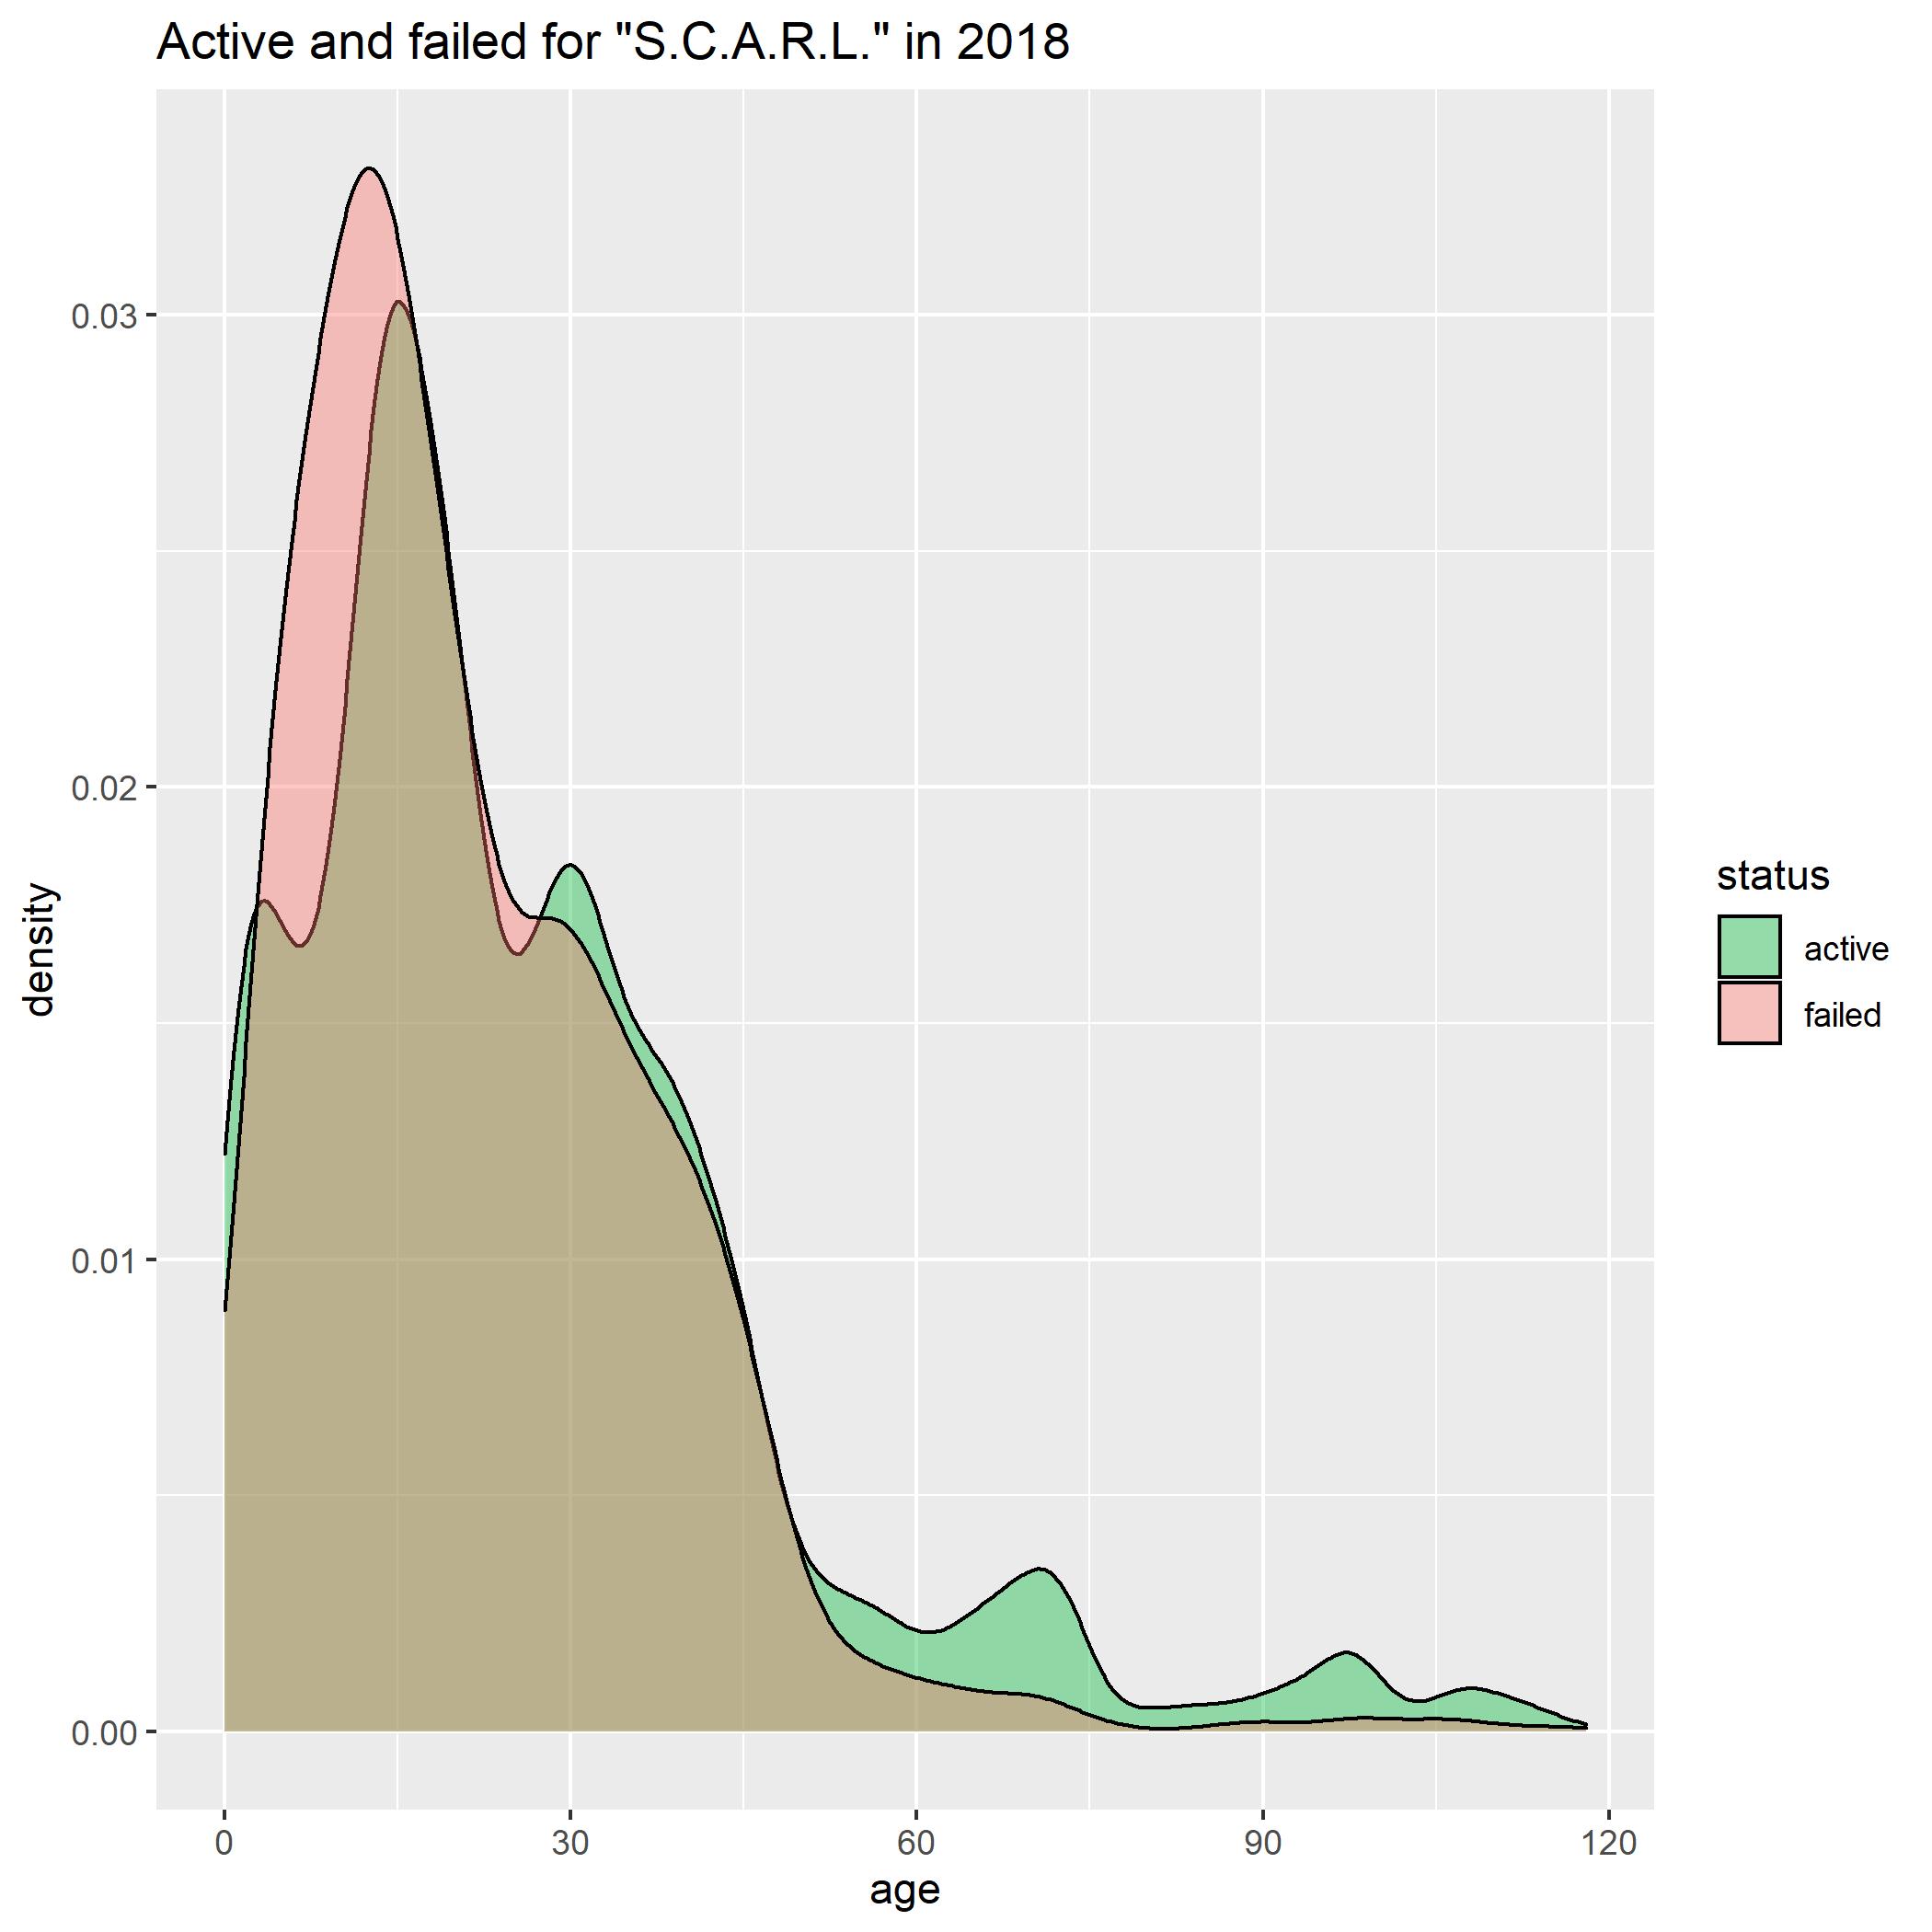 Active and failed for "S.C.A.R.L." in 2018
0.03
0.02
0.01
0.00
density
0 30 60 90 120
age
status
active
failed